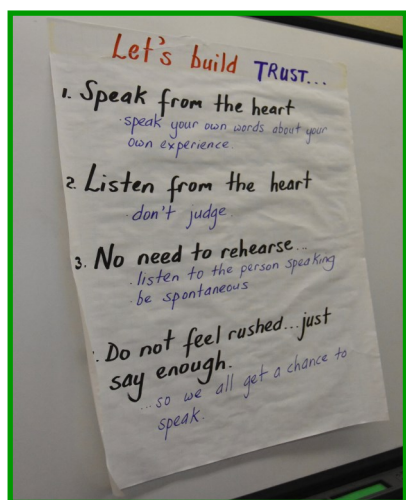 Let's build TRUST...
1. Speak from the heart
· speak your own words about your
own experience.
2. Listen from the heart
· don't judge
3. No need to rehearse...
· listen to the person speaking
· be spontaneous
. Do not feel rushed...just
say enough.
...so we all get a chance to
speak.